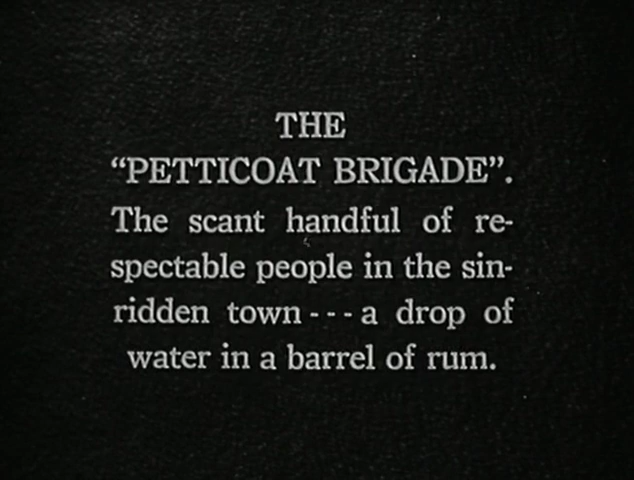 THE
“PETTICOAT BRIGADE”.
The scant handful of re-
spectable people in the sin-
ridden town---a drop of
water in a barrel of rum.